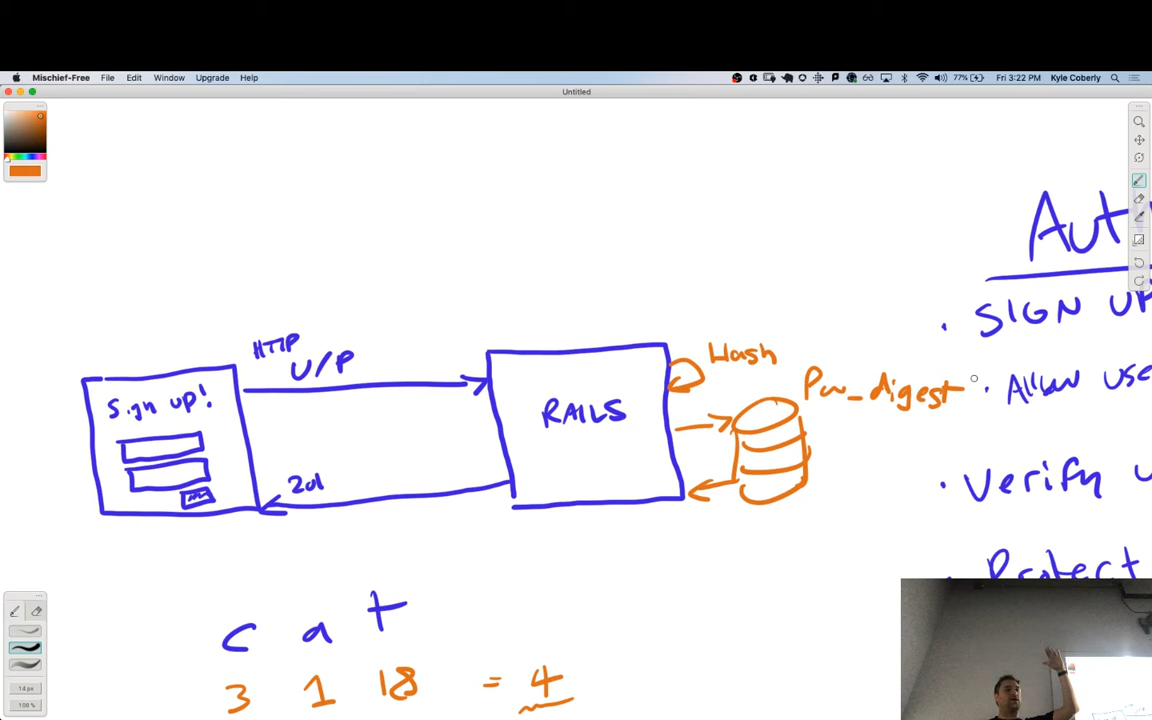 Mischief-Free File Edit Window Upgrade Help 77% Fri 3:22 PM Kyle Coberly
Untitled
Aut
SIGN UP
Allow use
Verify u
Protect
HTTP
U/P
Sign up!
RAILS
Hash
Pw_digest
201
c a t
3 1 18 = 4
14 px
100 %